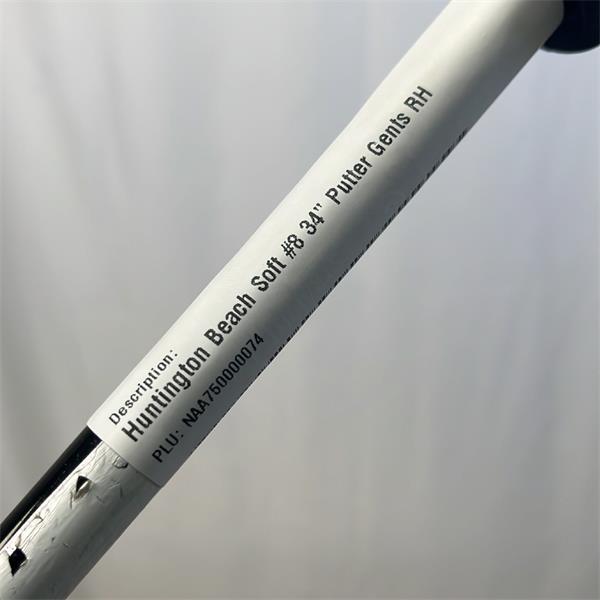 Description:
Huntington Beach Soft #8 34" Putter Gents RH
PLU: NAA750000074